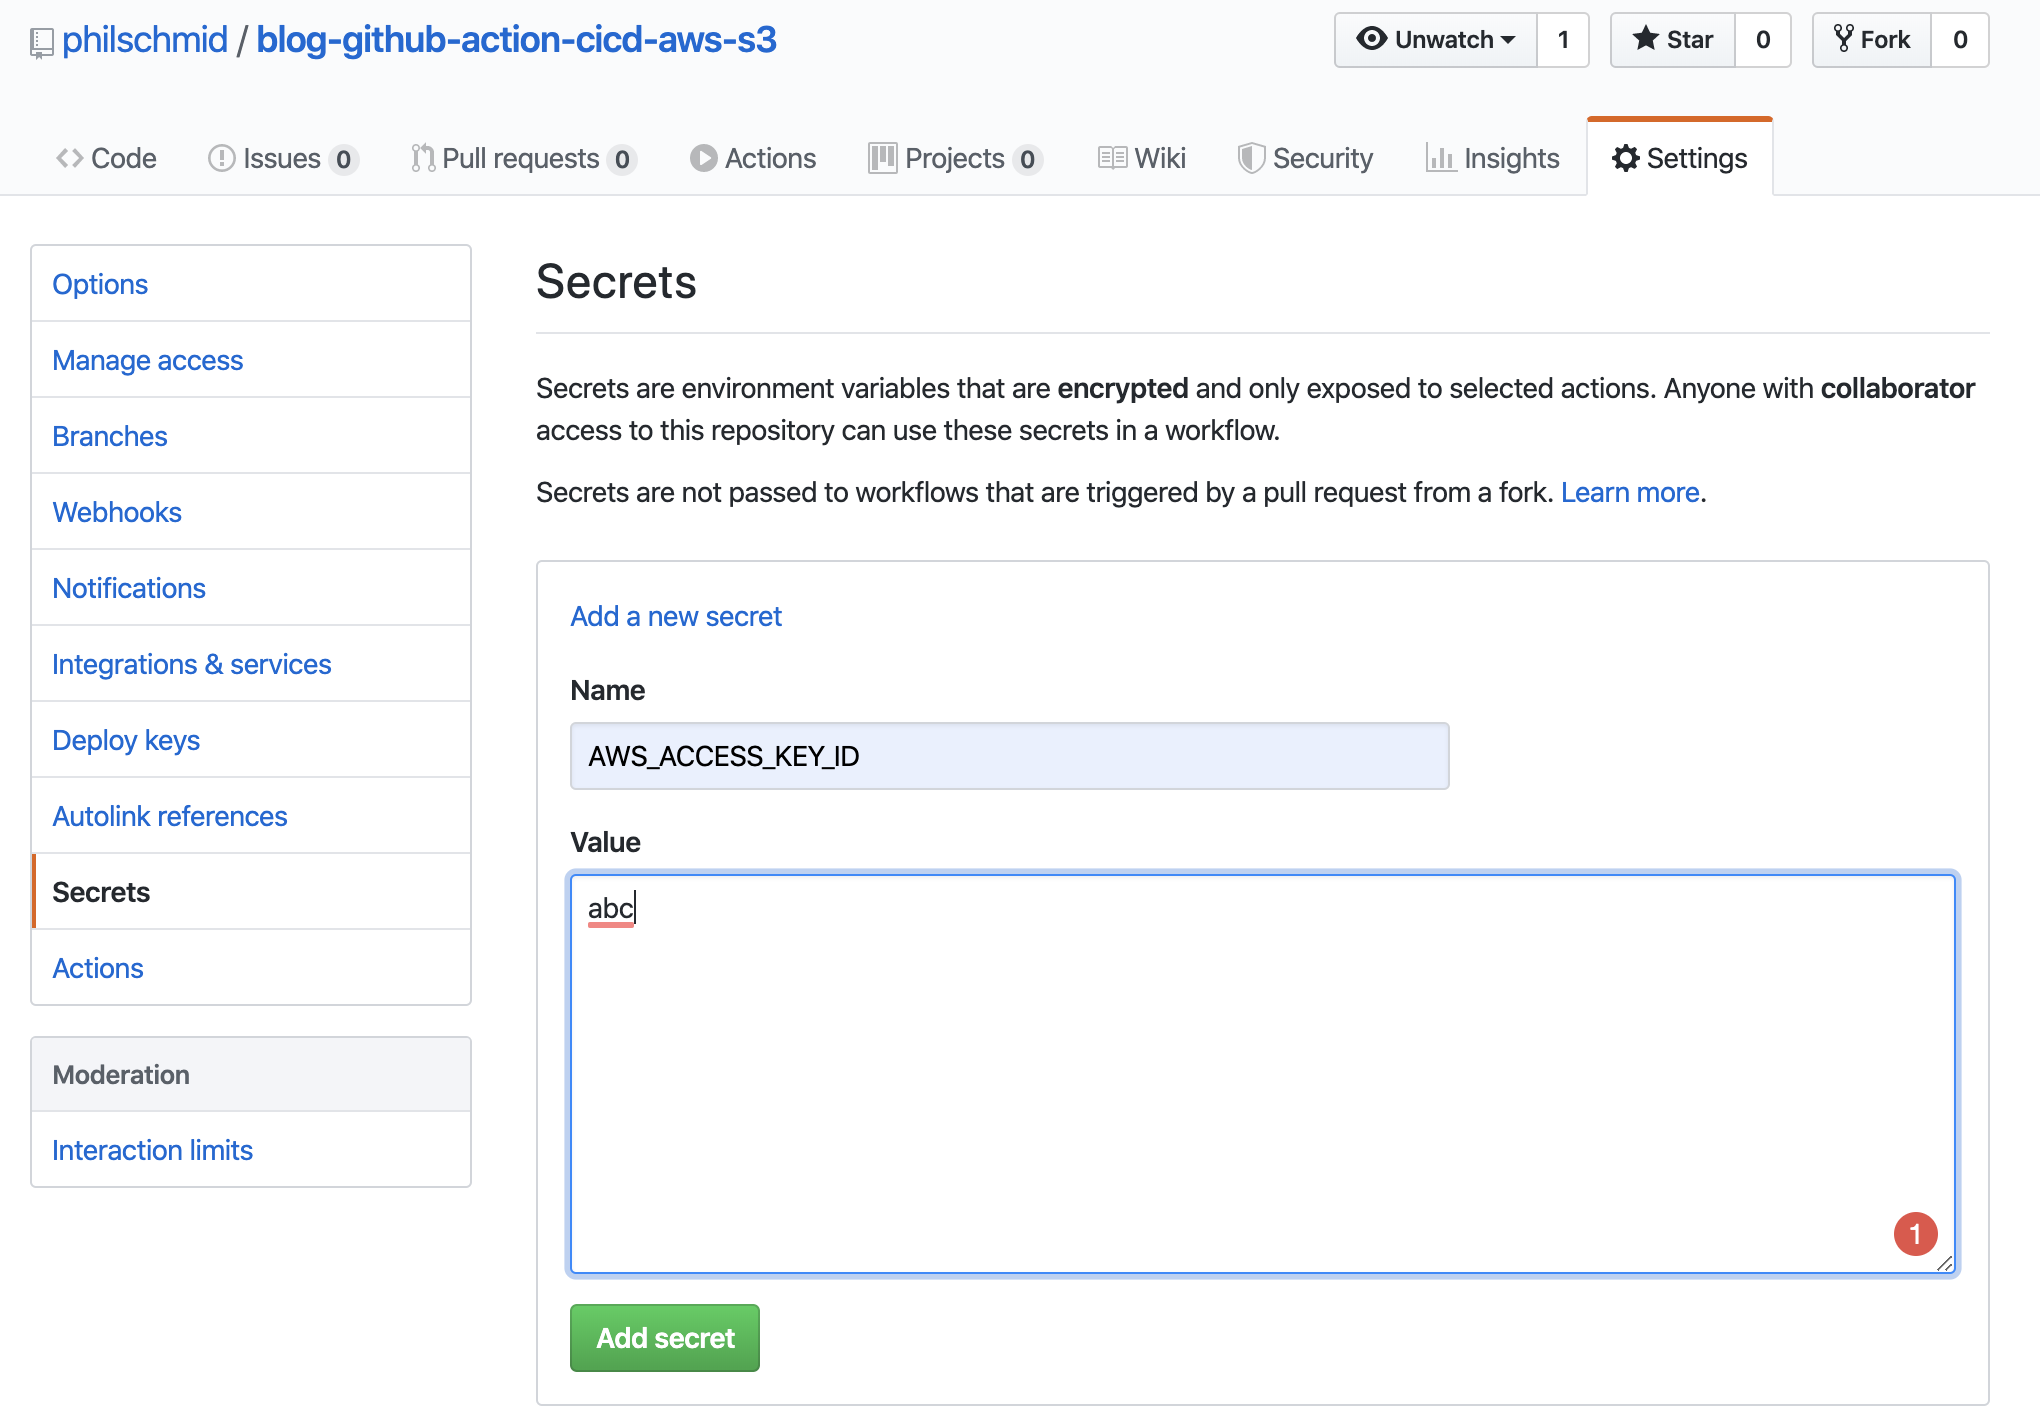 philschmid / blog-github-action-cicd-aws-s3
Unwatch 1 Star 0 Fork 0
Code Issues 0 Pull requests 0 Actions Projects 0 Wiki Security Insights Settings
Options
Manage access
Branches
Webhooks
Notifications
Integrations & services
Deploy keys
Autolink references
Secrets
Actions
Moderation
Interaction limits
Secrets
Secrets are environment variables that are encrypted and only exposed to selected actions. Anyone with collaborator
access to this repository can use these secrets in a workflow.
Secrets are not passed to workflows that are triggered by a pull request from a fork. Learn more.
Add a new secret
Name
AWS_ACCESS_KEY_ID
Value
abc
1
Add secret